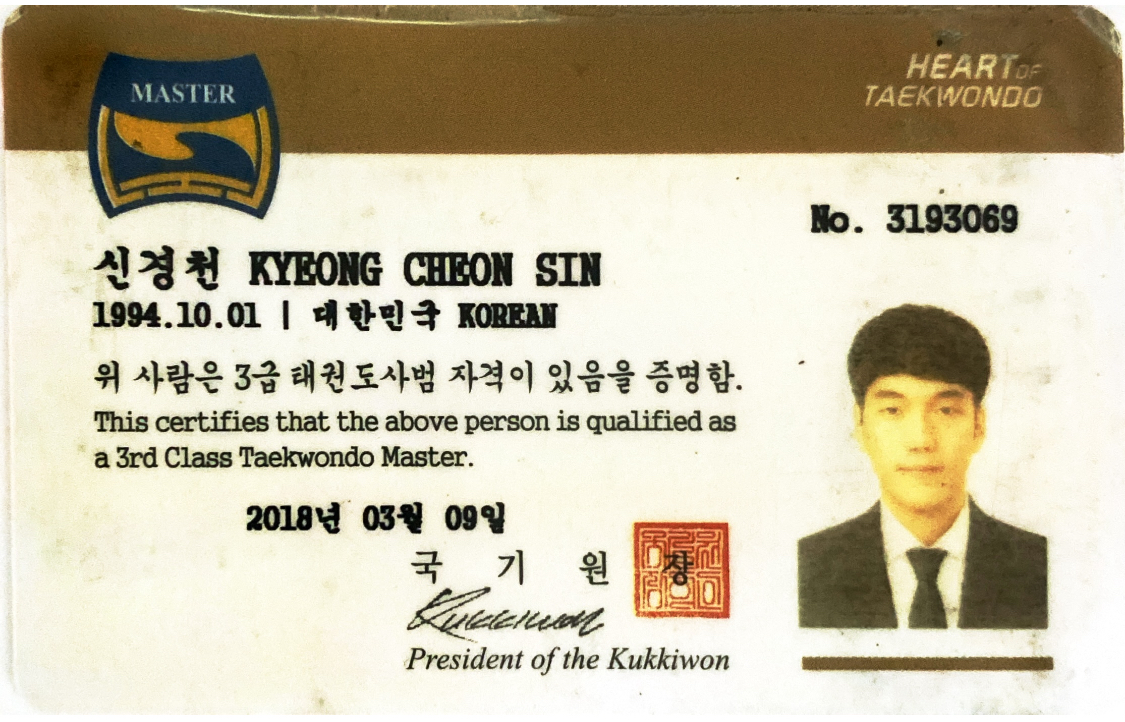 MASTER
HEART OF
TAEKWONDO
No. 3193069
신경천 KYEONG CHEON SIN
1994.10.01 | 대한민국 KOREAN
위 사람은 3급 태권도사범 자격이 있음을 증명함.
This certifies that the above person is qualified as
a 3rd Class Taekwondo Master.
2018년 03월 09일
국 기 원 장
Kukkiwon
President of the Kukkiwon